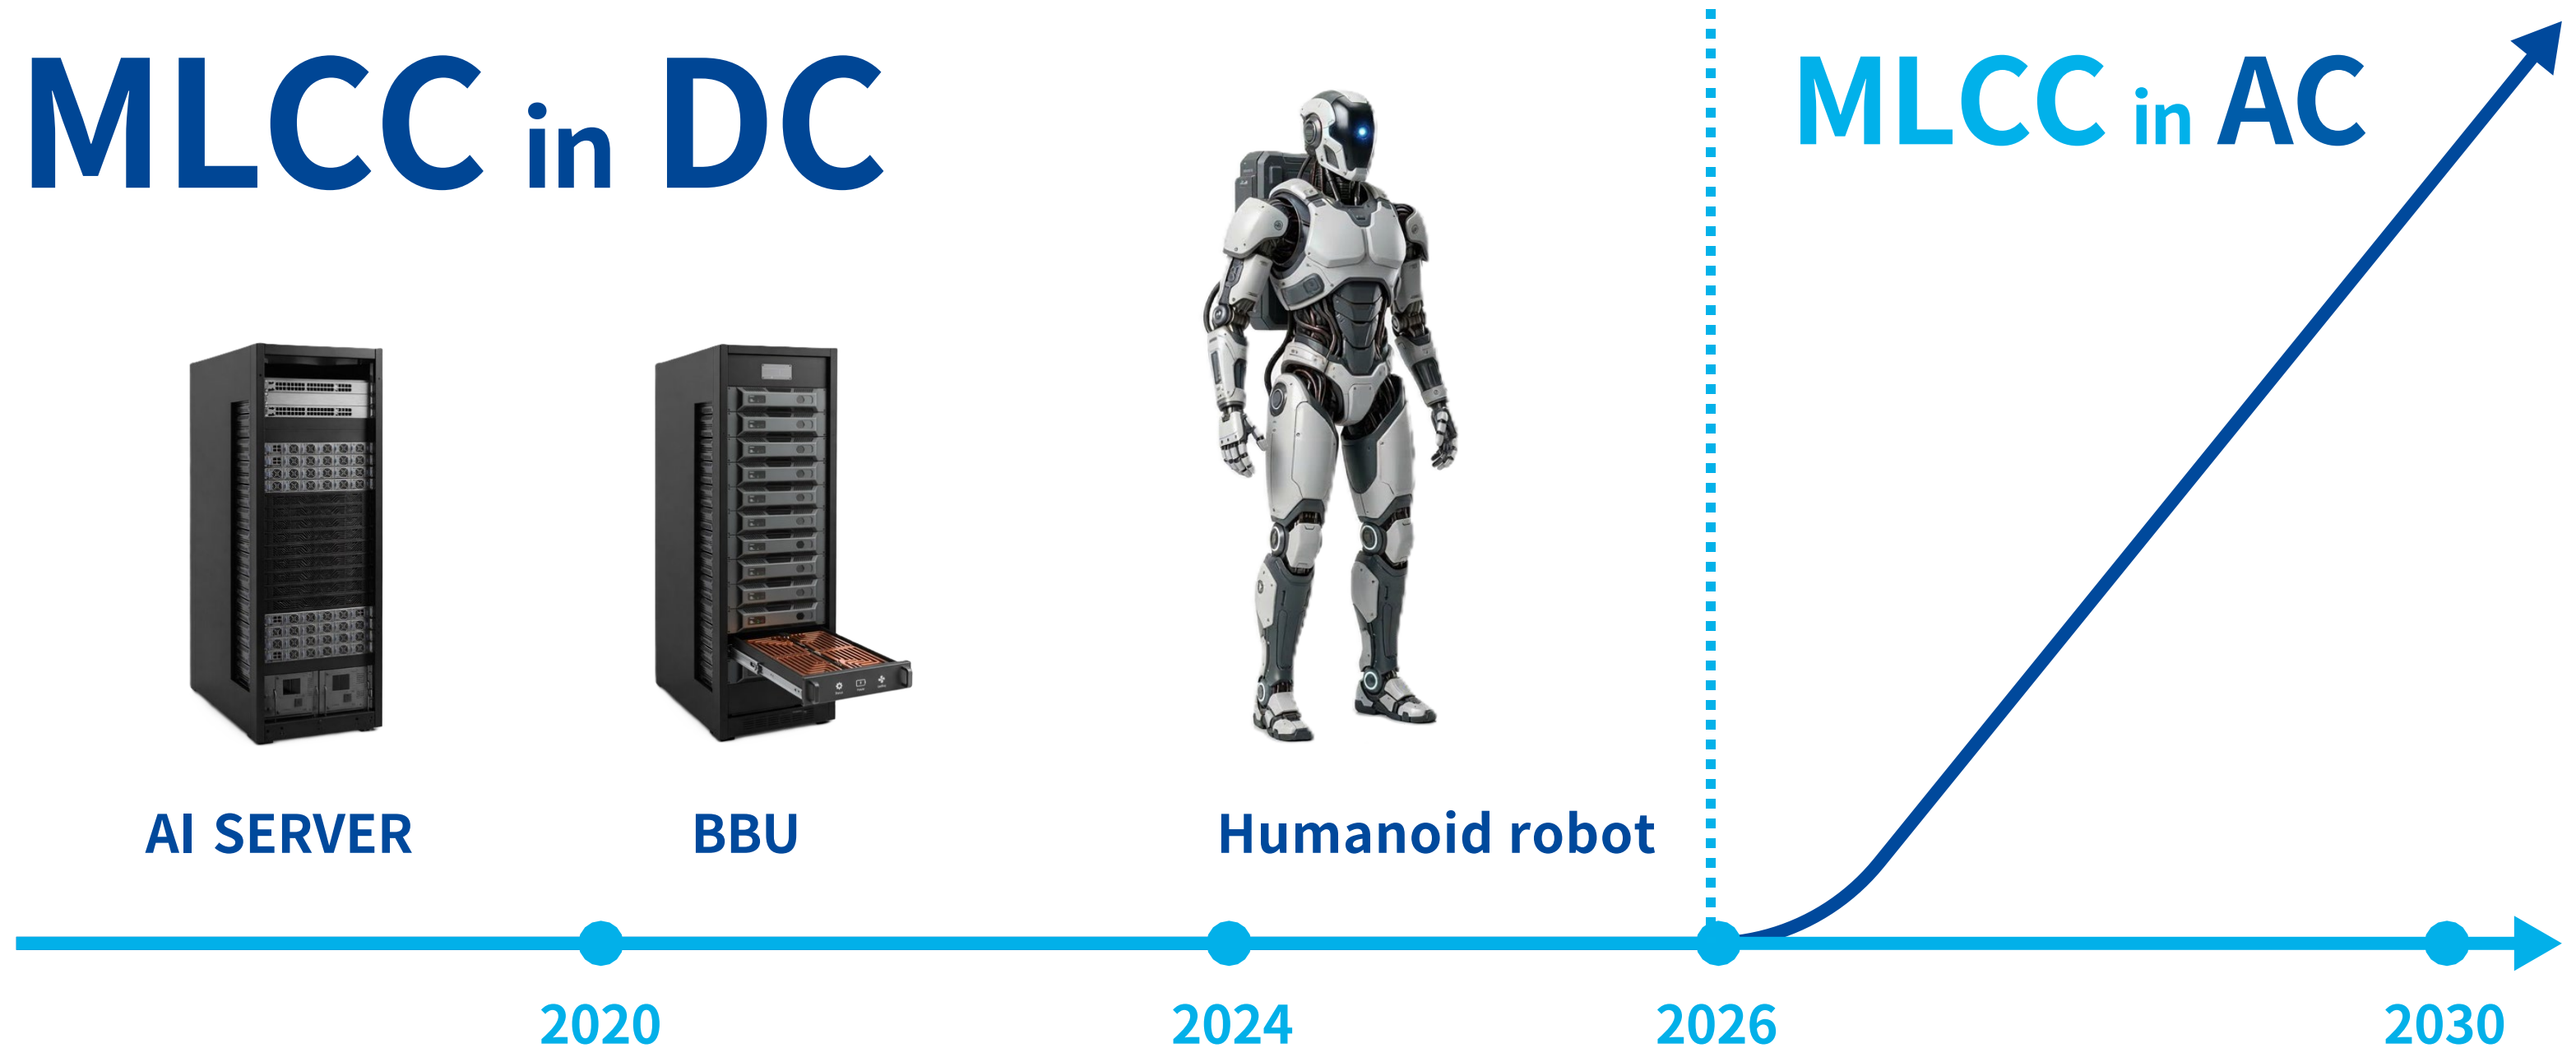 MLCC in DC
MLCC in AC
AI SERVER
BBU
Humanoid robot
2020
2024
2026
2030